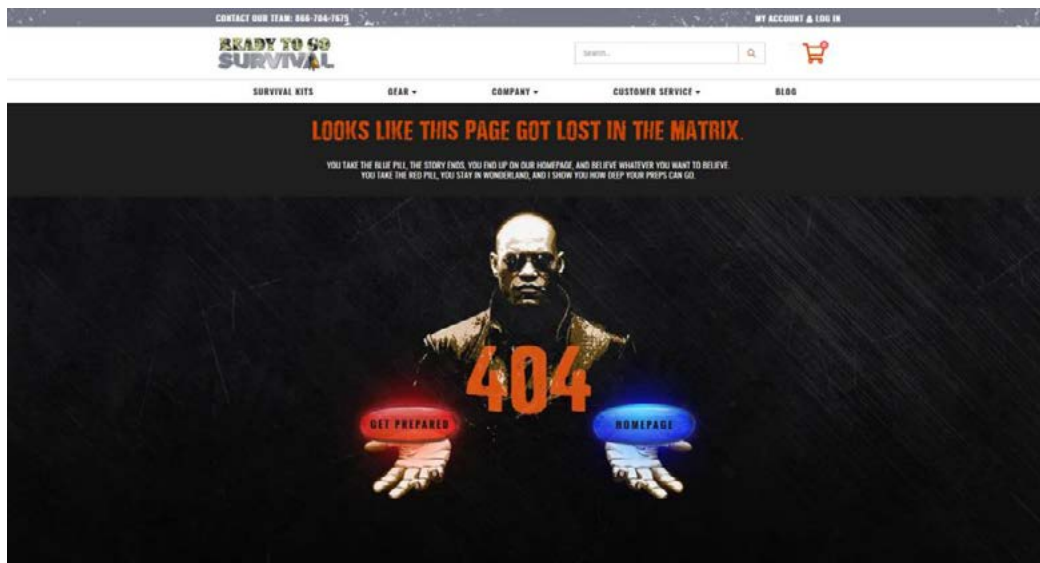 CONTACT OUR TEAM: 866-704-7675
MY ACCOUNT & LOG IN
READY TO GO
SURVIVAL
Search...
0
SURVIVAL KITS
GEAR
COMPANY
CUSTOMER SERVICE
BLOG
LOOKS LIKE THIS PAGE GOT LOST IN THE MATRIX.
YOU TAKE THE BLUE PILL, THE STORY ENDS, YOU END UP ON OUR HOMEPAGE, AND BELIEVE WHATEVER YOU WANT TO BELIEVE.
YOU TAKE THE RED PILL, YOU STAY IN WONDERLAND, AND I SHOW YOU HOW DEEP YOUR PREPS CAN GO.
404
GET PREPARED
HOMEPAGE